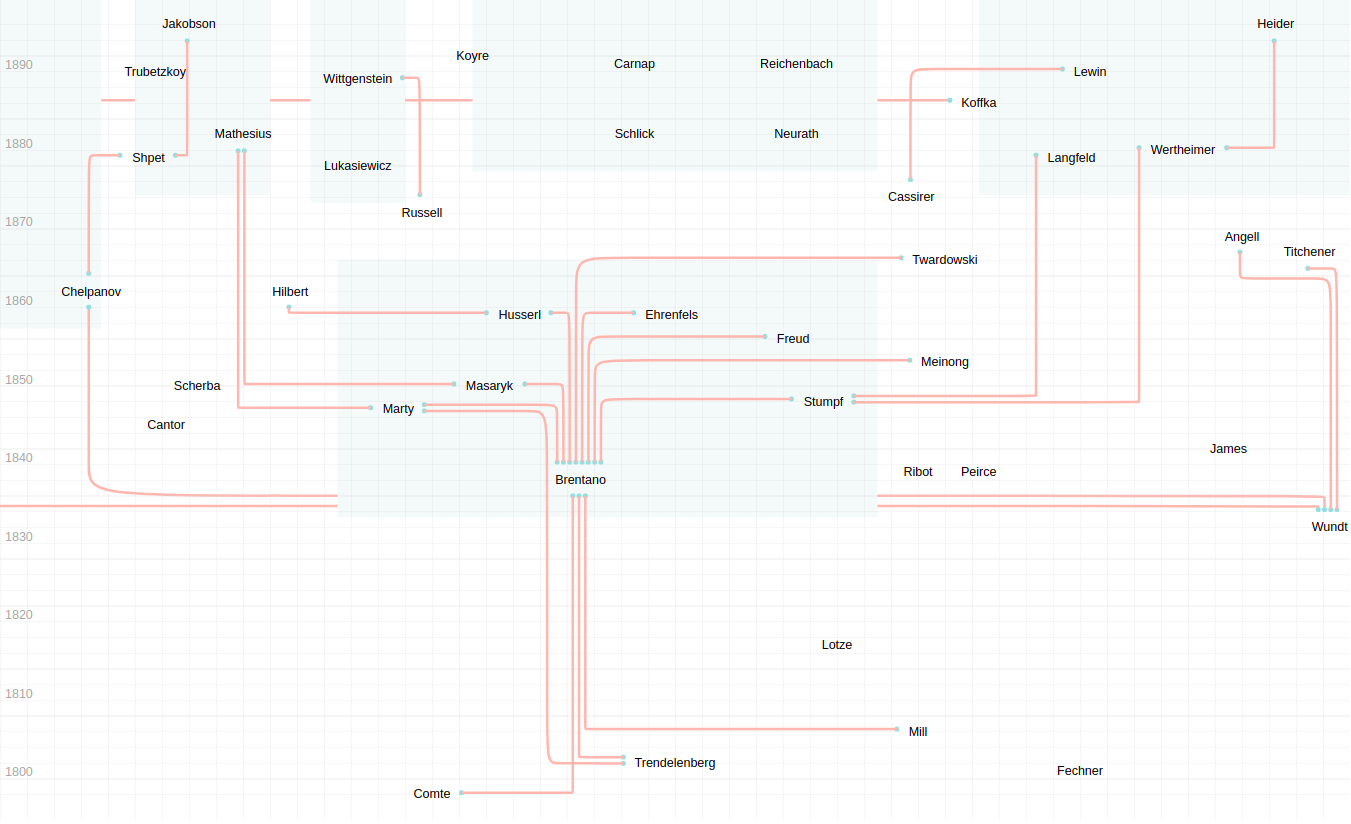 Jakobson
Heider
Koyre
1890
Trubetzkoy
Wittgenstein
Carnap
Reichenbach
Lewin
Koffka
Mathesius
Schlick
Neurath
1880
Shpet
Langfeld
Wertheimer
Lukasiewicz
Cassirer
Russell
1870
Angell
Titchener
Twardowski
Chelpanov
Hilbert
1860
Husserl
Ehrenfels
Freud
Meinong
1850
Scherba
Masaryk
Stumpf
Marty
Cantor
James
1840
Ribot
Peirce
Brentano
Wundt
1830
1820
Lotze
1810
Mill
Trendelenberg
1800
Fechner
Comte